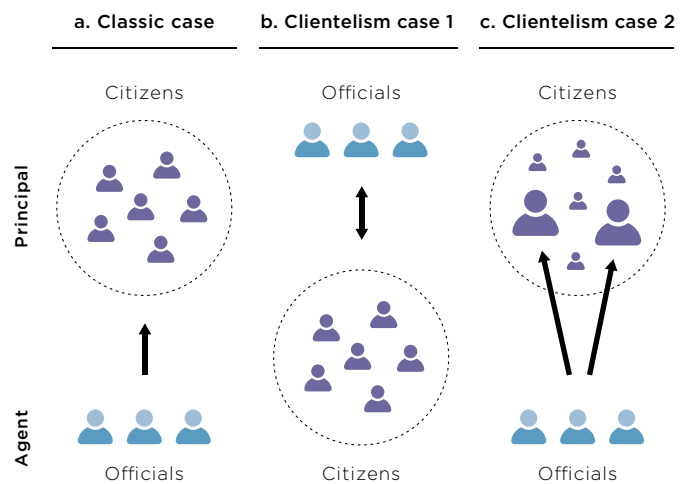 a. Classic case
b. Clientelism case 1
c. Clientelism case 2
Citizens
Officials
Citizens
Principal
Agent
Officials
Citizens
Officials